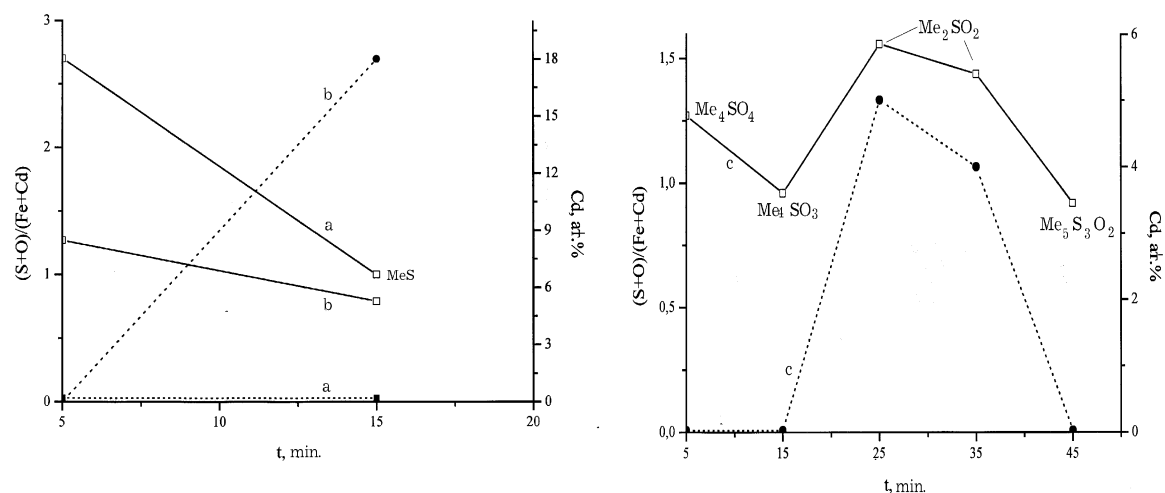 3
2
1
0
(S+O)/(Fe+Cd)
18
15
12
9
6
3
0
Cd, at.%
b
a
MeS
b
a
5
10
15
20
t, min.
1,5
1,0
0,5
0,0
(S+O)/(Fe+Cd)
6
4
2
0
Cd, at.%
Me2SO2
Me4SO4
c
Me4SO3
Me5S3O2
c
5
15
25
35
45
t, min.